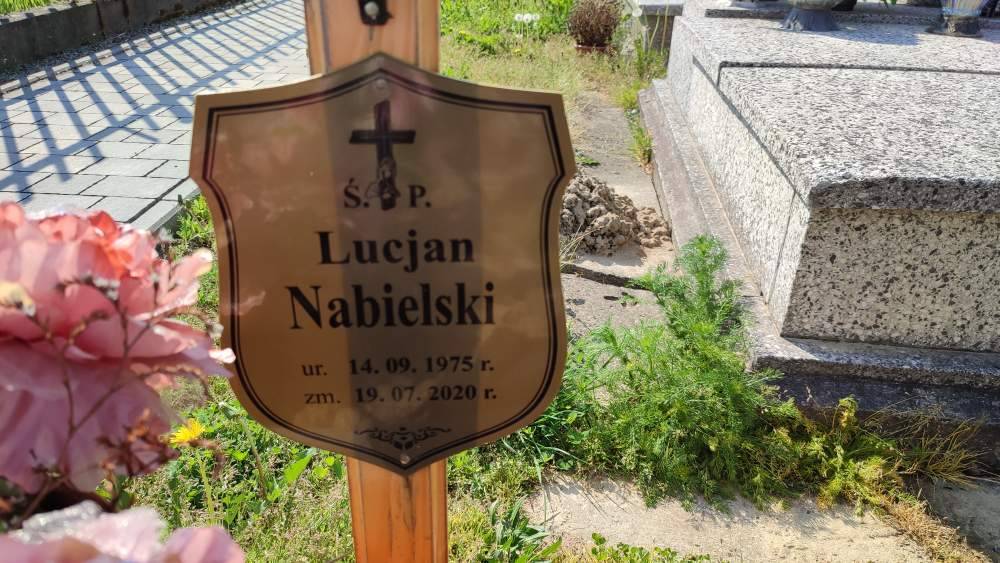 Ś. P.
Lucjan
Nabielski
ur. 14. 09. 1975 r.
zm. 19. 07. 2020 r.